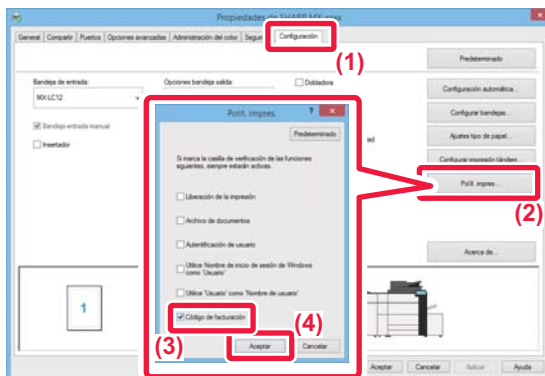 Propiedades de SHARP MX-xxxx
General Compartir Puertos Opciones avanzadas Administración del color Configuración
(1)
Predeterminado
Bandeja de entrada:
Opciones bandeja salida:
Dobladora
MX-LC12
Configuración automática...
Configurar bandejas...
Bandeja entrada manual
Insertador
Ajustes tipo de papel...
Configurar impresión tándem...
Polít. impres...
(2)
Acerca de...
Polít. impres.
?
Predeterminado
Si marca la casilla de verificación de las funciones
siguientes, siempre estarán activas.
Liberación de la impresión
Archivo de documentos
Autentificación de usuario
Utilice Nombre de inicio de sesión de Windows
como 'Usuario'
Utilice 'Usuario' como 'Nombre de usuario'
Código de facturación
(3)
(4)
Aceptar Cancelar
1
Aceptar Cancelar Aplicar Ayuda